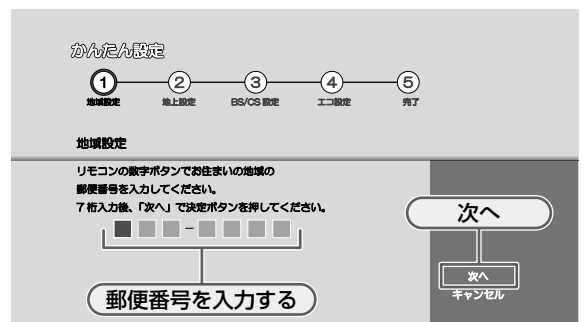 かんたん設定
1 2 3 4 5
地域設定 地上設定 BS/CS設定 エコ設定 完了
地域設定
リモコンの数字ボタンでお住まいの地域の
郵便番号を入力してください。
7桁入力後、「次へ」で決定ボタンを押してください。
-
郵便番号を入力する
次へ
次へ
キャンセル